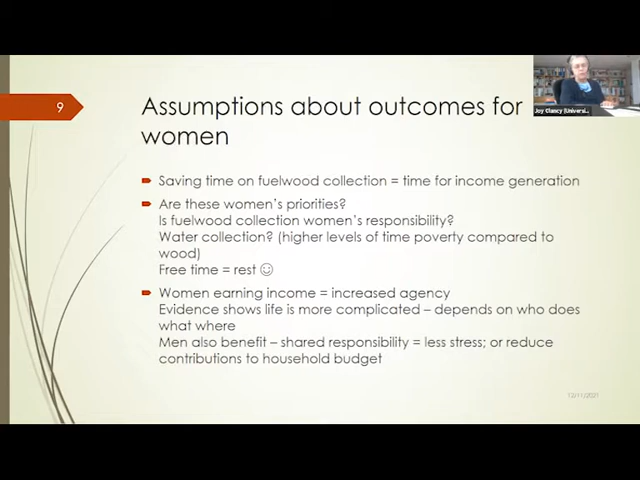 9
Assumptions about outcomes for
women
Saving time on fuelwood collection = time for income generation
Are these women's priorities?
Is fuelwood collection women's responsibility?
Water collection? (higher levels of time poverty compared to
wood)
Free time = rest ☺
Women earning income = increased agency
Evidence shows life is more complicated – depends on who does
what where
Men also benefit – shared responsibility = less stress; or reduce
contributions to household budget
Joy Clancy (Universi...